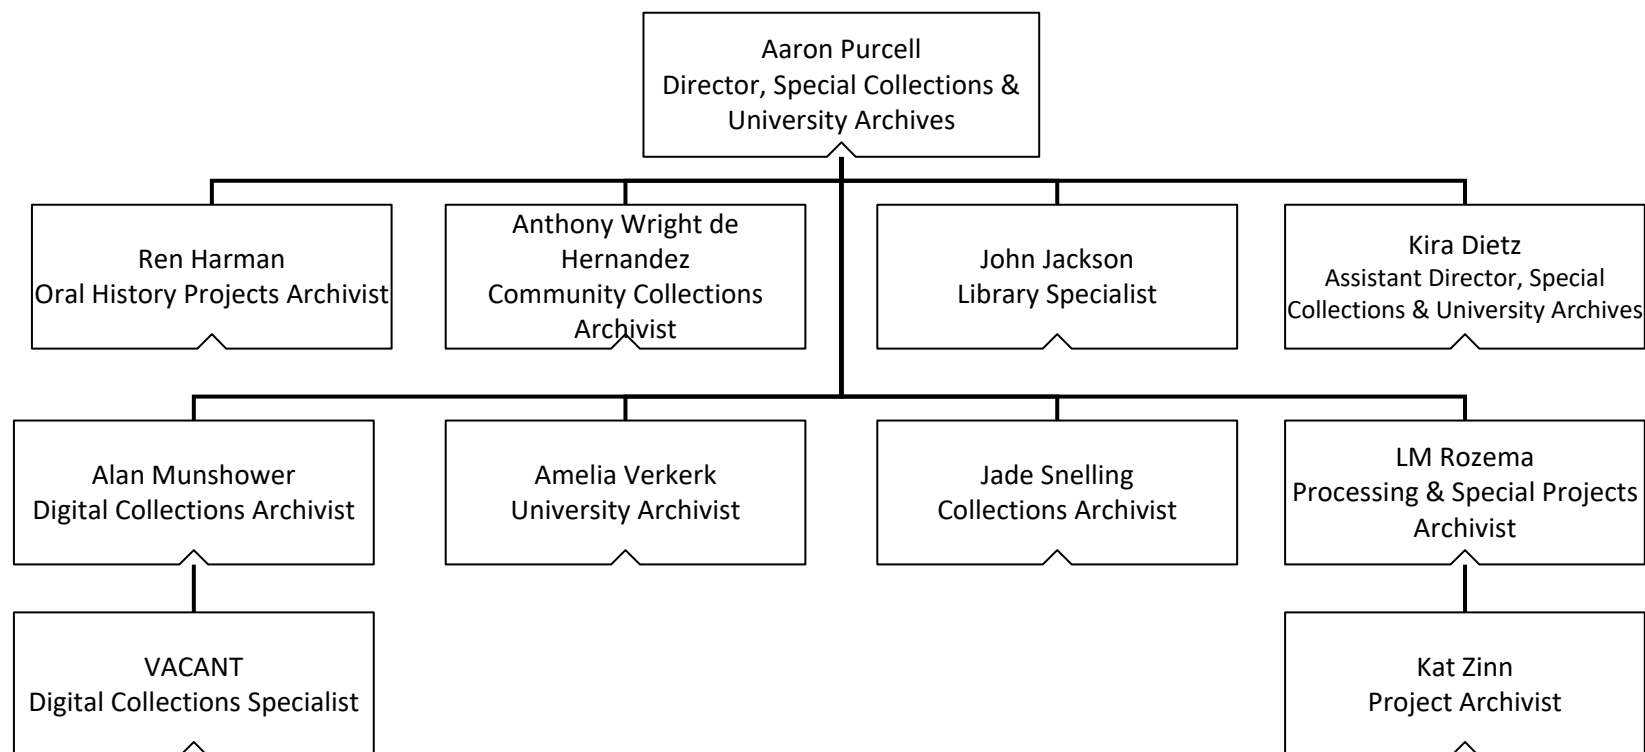 Aaron Purcell
Director, Special Collections &
University Archives
Ren Harman
Oral History Projects Archivist
Anthony Wright de
Hernandez
Community Collections
Archivist
John Jackson
Library Specialist
Kira Dietz
Assistant Director, Special
Collections & University Archives
Alan Munshower
Digital Collections Archivist
Amelia Verkerk
University Archivist
Jade Snelling
Collections Archivist
LM Rozema
Processing & Special Projects
Archivist
VACANT
Digital Collections Specialist
Kat Zinn
Project Archivist